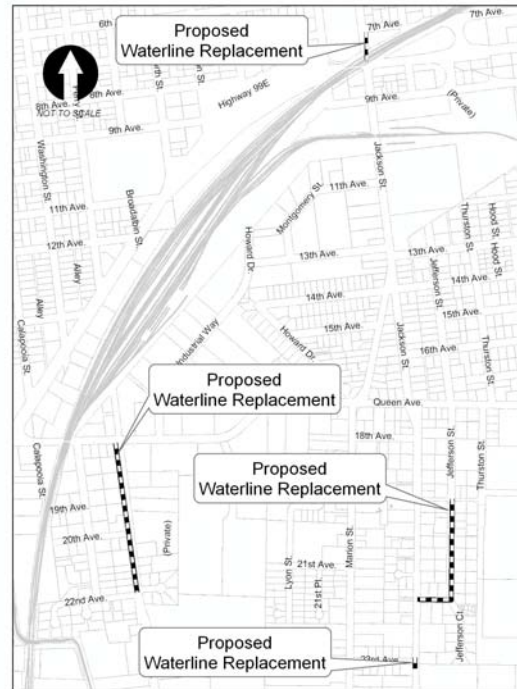 6th
7th Ave.
7th Ave.
Proposed
Waterline Replacement
Highway 99E
8th Ave.
8th Ave.
NOT TO SCALE
9th Ave.
9th Ave.
(Private)
Washington St.
Broadalbin St.
Jackson St.
Montgomery St.
11th Ave.
11th Ave.
12th Ave.
Alley
Howard Dr.
13th Ave.
13th Ave.
Thurston St.
Hood St.
Hood St.
Jefferson St.
14th Ave.
14th Ave.
15th Ave.
15th Ave.
16th Ave.
Alley
Calapooia St.
Industrial Way
Howard Dr.
Jackson St.
Thurston St.
Proposed
Waterline Replacement
Queen Ave.
18th Ave.
Jefferson St.
Thurston St.
Calapooia St.
Proposed
Waterline Replacement
19th Ave.
20th Ave.
(Private)
Lyon St.
21st Ave.
21st Pl.
Marion St.
22nd Ave.
Jefferson Ct.
Proposed
Waterline Replacement
23rd Ave.